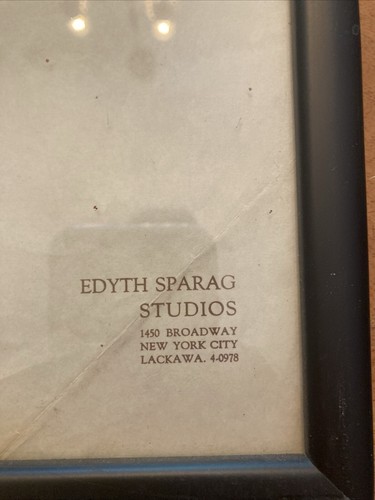 EDYTH SPARAG
STUDIOS
1450 BROADWAY
NEW YORK CITY
LACKAWA. 4-0978